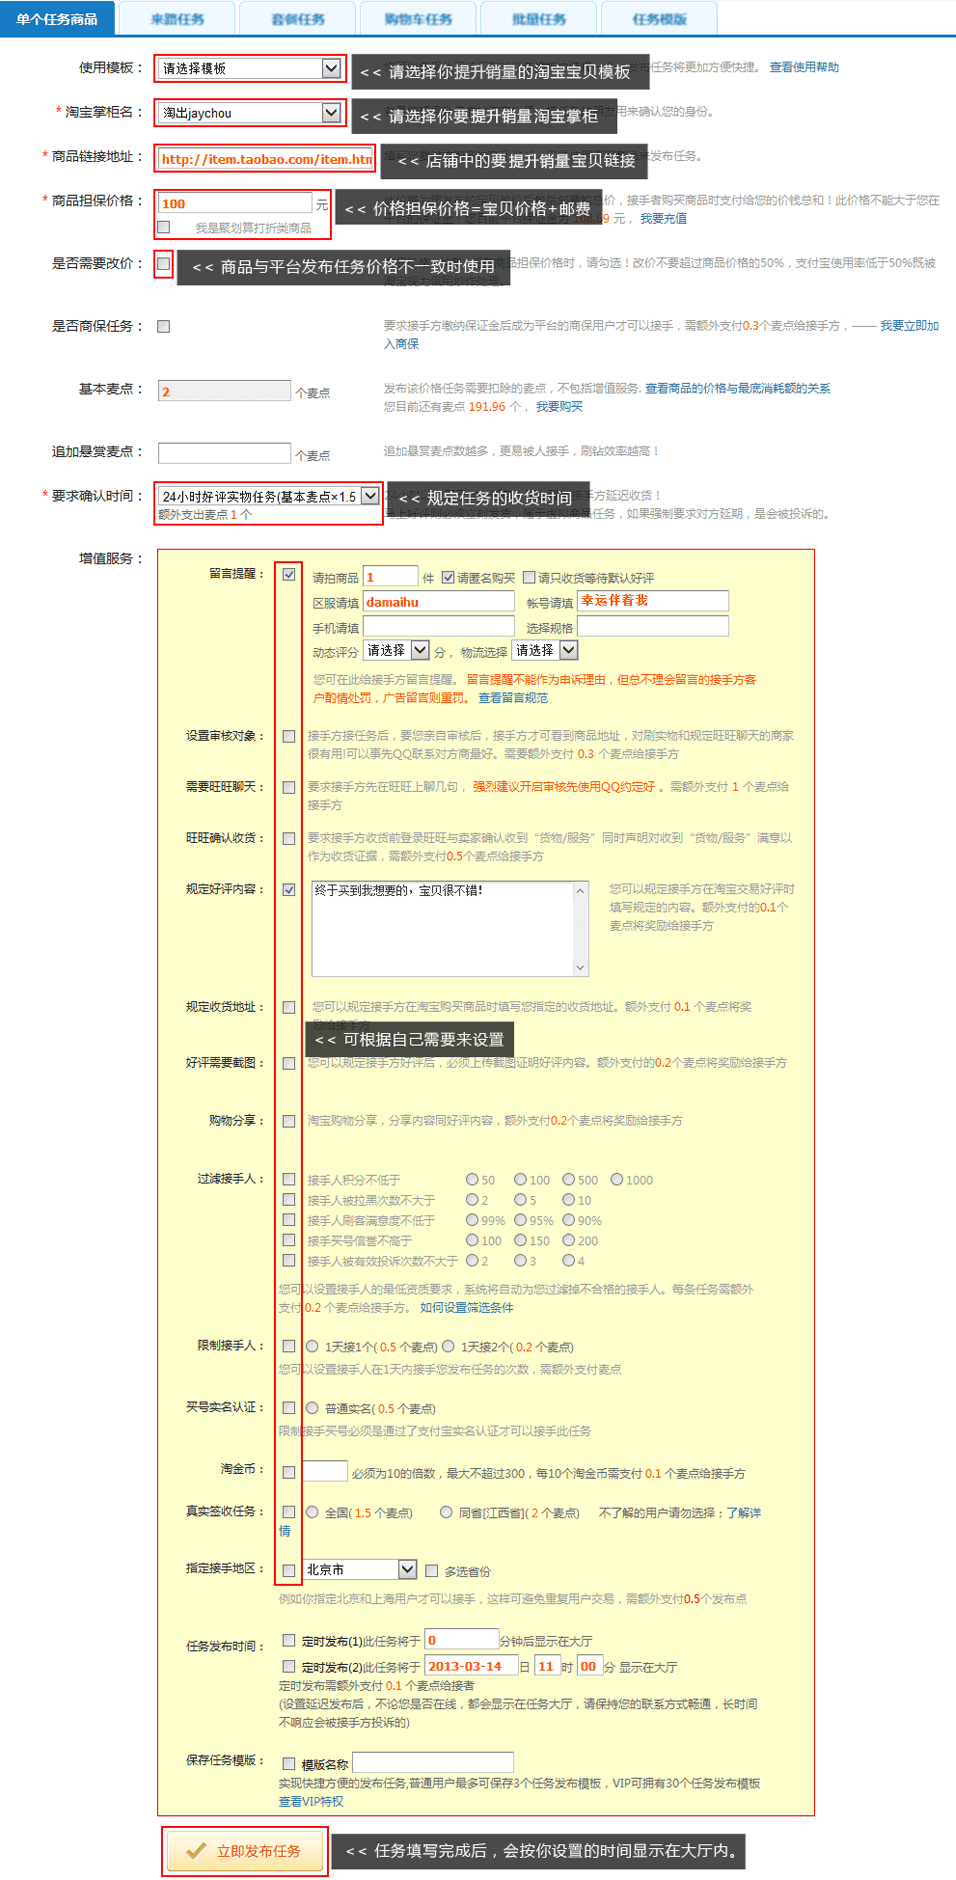 单个任务商品 来路任务 套餐任务 购物车任务 批量任务 任务模版
使用模板： 请选择模板 << 请选择你提升销量的淘宝宝贝模板 发布任务将更加方便快捷。 查看使用帮助
* 淘宝掌柜名： 淘出jaychou << 请选择你要提升销量淘宝掌柜 用来确认您的身份。
* 商品链接地址： http://item.taobao.com/item.htm << 店铺中的要提升销量宝贝链接 来发布任务。
* 商品担保价格： 100 元 << 价格担保价格=宝贝价格+邮费 总价，接手者购买商品时支付给您的价钱总和！此价格不能大于您在
我是聚划算打折类商品 元， 我要充值
是否需要改价： << 商品与平台发布任务价格不一致时使用 商品担保价时，请勾选！改价不要超过商品价格的50%，支付宝使用率低于50%既被
是否商保任务： 要求接手方缴纳保证金后成为平台的商保用户才可以接手，需额外支付0.3个麦点给接手方，—— 我要立即加
入商保
基本麦点： 2 个麦点 发布该价格任务需要扣除的麦点，不包括增值服务. 查看商品的价格与最底消耗额的关系
您目前还有麦点 191.96 个， 我要购买
追加悬赏麦点： 个麦点 追加悬赏麦点数越多，更易被人接手，刷钻效率越高！
* 要求确认时间： 24小时好评实物任务(基本麦点×1.5 << 规定任务的收货时间 接手方延迟收货！
额外支出麦点 1 个 马上好评则必须立刻发货，属于虚拟商品任务，如果强制要求对方延期，是会被投诉的。
增值服务：
留言提醒： 请拍商品 1 件 请匿名购买 请只收货等待默认好评
区服请填 damaihu 帐号请填 幸运伴着我
手机请填 选择规格
动态评分 请选择 分，物流选择 请选择
您可在此给接手方留言提醒。 留言提醒不能作为申诉理由，但总不理会留言的接手方客
户酌情处罚，广告留言则重罚。 查看留言规范
设置审核对象： 接手方接任务后，要您亲自审核后，接手方才可看到商品地址，对刷实物和规定旺旺聊天的商家
很有用!可以事先QQ联系对方商量好。需要额外支付 0.3 个麦点给接手方
需要旺旺聊天： 要求接手方先在旺旺上聊几句， 强烈建议开启审核先使用QQ约定好 。需额外支付 1 个麦点给
接手方
旺旺确认收货： 要求接手方收货前登录旺旺与卖家确认收到“货物/服务”同时声明对收到“货物/服务”满意以
作为收货证据，需额外支付0.5个麦点给接手方
规定好评内容： 终于买到我想要的，宝贝很不错! 您可以规定接手方在淘宝交易好评时
填写规定的内容。额外支付的0.1个
麦点将奖励给接手方
规定收货地址： 您可以规定接手方在淘宝购买商品时填写您指定的收货地址。额外支付 0.1 个麦点将奖
<< 可根据自己需要来设置
好评需要截图： 您可以规定接手方好评后，必须上传截图证明好评内容。额外支付的0.2个麦点将奖励给接手方
购物分享： 淘宝购物分享，分享内容同好评内容，额外支付0.2个麦点将奖励给接手方
过滤接手人： 接手人积分不低于 50 100 500 1000
接手人被拉黑次数不大于 2 5 10
接手人刷客满意度不低于 99% 95% 90%
接手买号信誉不高于 100 150 200
接手人被有效投诉次数不大于 2 3 4
您可以设置接手人的最低资质要求，系统将自动为您过滤掉不合格的接手人。每条任务需额外
支付 0.2 个麦点给接手方。 如何设置筛选条件
限制接手人： 1天接1个( 0.5 个麦点) 1天接2个( 0.2 个麦点)
您可以设置接手人在1天内接手您发布任务的次数，需额外支付麦点
买号实名认证： 普通实名( 0.5 个麦点)
限制接手买号必须是通过了支付宝实名认证才可以接手此任务
淘金币： 必须为10的倍数，最大不超过300，每10个淘金币需支付 0.1 个麦点给接手方
真实签收任务： 全国( 1.5 个麦点) 同省[江西省]( 2 个麦点) 不了解的用户请勿选择；了解详
情
指定接手地区： 北京市 多选省份
例如你指定北京和上海用户才可以接手，这样可避免重复用户交易，需额外支付0.5个发布点
任务发布时间： 定时发布(1)此任务将于 0 分钟后显示在大厅
定时发布(2)此任务将于 2013-03-14 日 11 时 00 分 显示在大厅
定时发布需额外支付 0.1 个麦点给接者
(设置延迟发布后，不论您是否在线，都会显示在任务大厅，请保持您的联系方式畅通，长时间
不响应会被接手方投诉的)
保存任务模版： 模版名称
实现快捷方便的发布任务,普通用户最多可保存3个任务发布模板，VIP可拥有30个任务发布模板
查看VIP特权
立即发布任务 << 任务填写完成后，会按你设置的时间显示在大厅内。